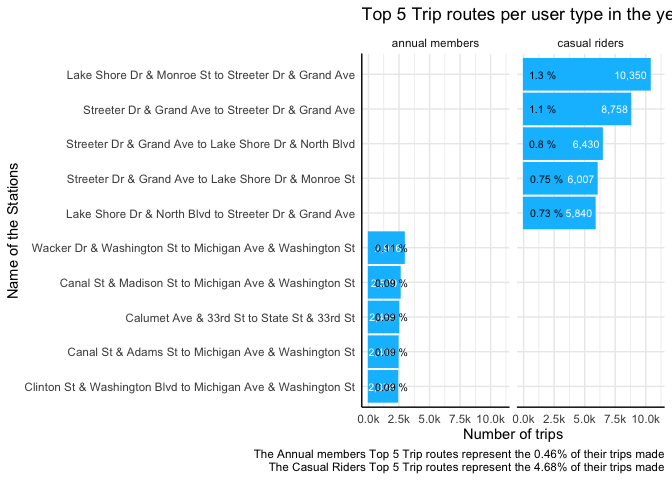 Top 5 Trip routes per user type in the ye
annual members
casual riders
Name of the Stations
Lake Shore Dr & Monroe St to Streeter Dr & Grand Ave
1.3 % 10,350
Streeter Dr & Grand Ave to Streeter Dr & Grand Ave
1.1 % 8,758
Streeter Dr & Grand Ave to Lake Shore Dr & North Blvd
0.8 % 6,430
Streeter Dr & Grand Ave to Lake Shore Dr & Monroe St
0.75 % 6,007
Lake Shore Dr & North Blvd to Streeter Dr & Grand Ave
0.73 % 5,840
Wacker Dr & Washington St to Michigan Ave & Washington St
0.11 %
Canal St & Madison St to Michigan Ave & Washington St
0.09 %
Calumet Ave & 33rd St to State St & 33rd St
0.09 %
Canal St & Adams St to Michigan Ave & Washington St
0.09 %
Clinton St & Washington Blvd to Michigan Ave & Washington St
0.09 %
0.0k 2.5k 5.0k 7.5k 10.0k
0.0k 2.5k 5.0k 7.5k 10.0k
Number of trips
The Annual members Top 5 Trip routes represent the 0.46% of their trips made
The Casual Riders Top 5 Trip routes represent the 4.68% of their trips made